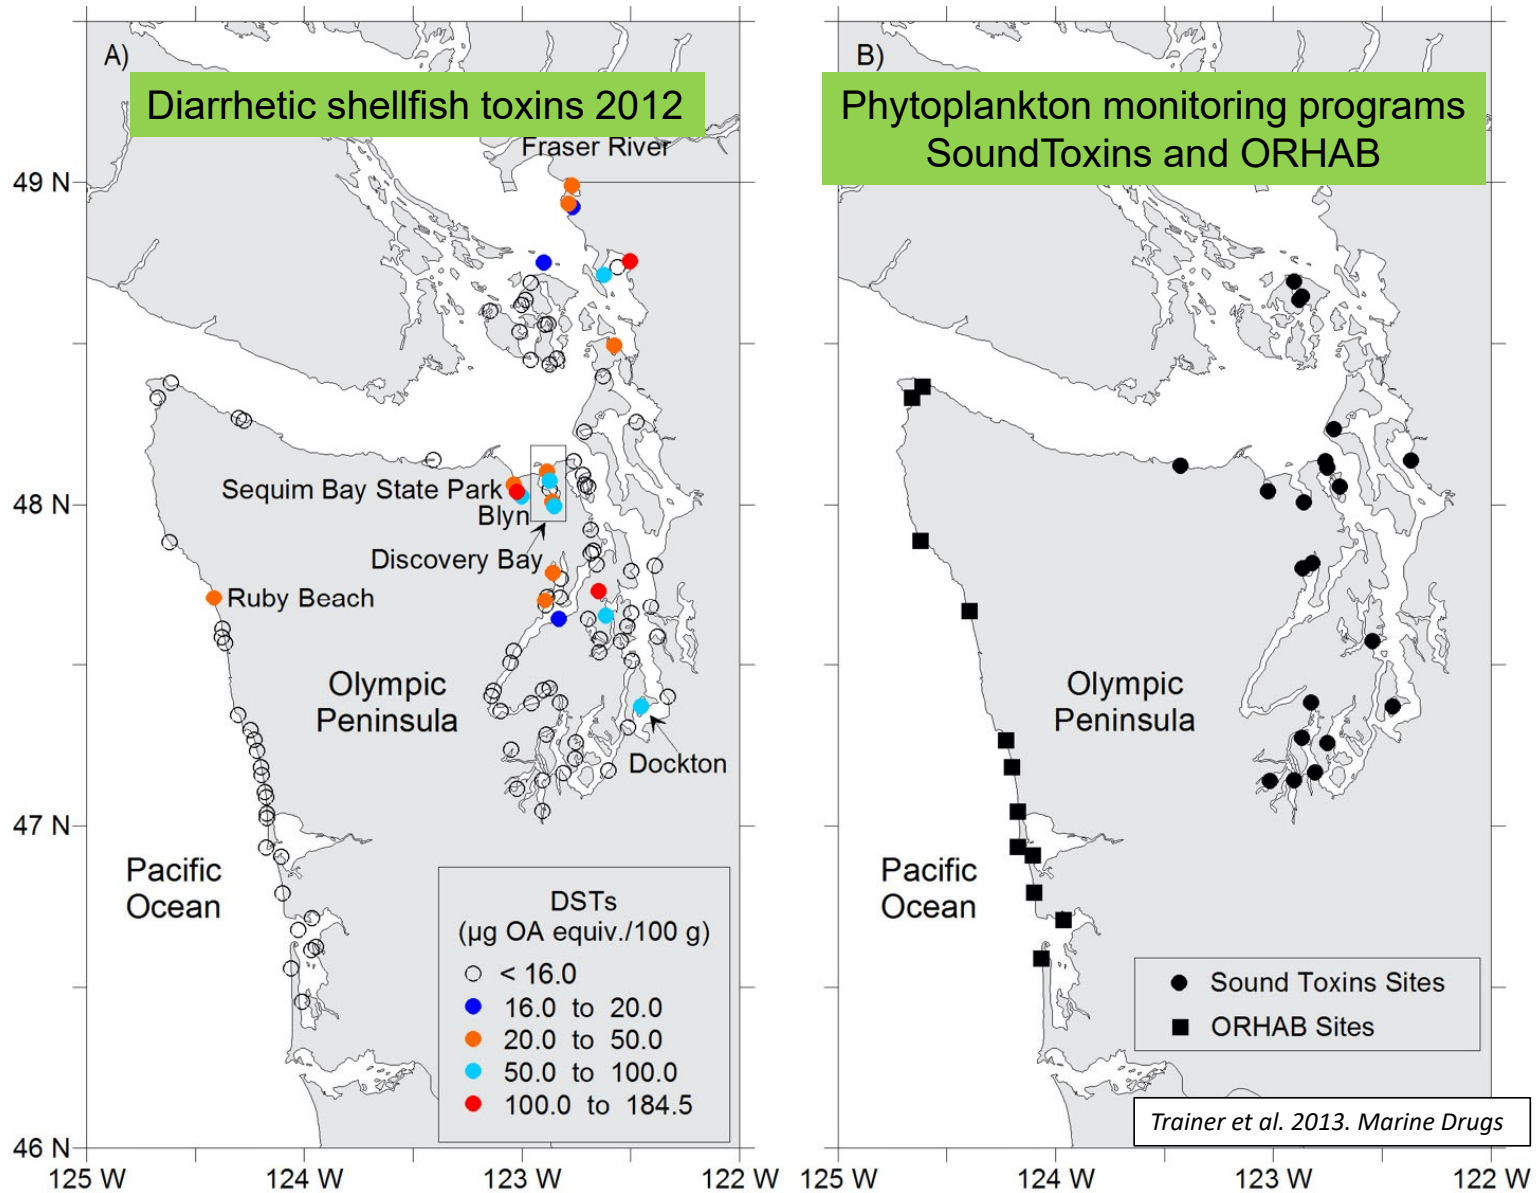 A)
Diarrhetic shellfish toxins 2012
Fraser River
49 N
Sequim Bay State Park
48 N
Blyn
Discovery Bay
Ruby Beach
Olympic
Peninsula
Dockton
47 N
Pacific
Ocean
DSTs
(µg OA equiv./100 g)
< 16.0
16.0 to 20.0
20.0 to 50.0
50.0 to 100.0
100.0 to 184.5
46 N
125 W
124 W
123 W
122 W
B)
Phytoplankton monitoring programs
SoundToxins and ORHAB
Olympic
Peninsula
Pacific
Ocean
Sound Toxins Sites
ORHAB Sites
Trainer et al. 2013. Marine Drugs
125 W
124 W
123 W
122 W